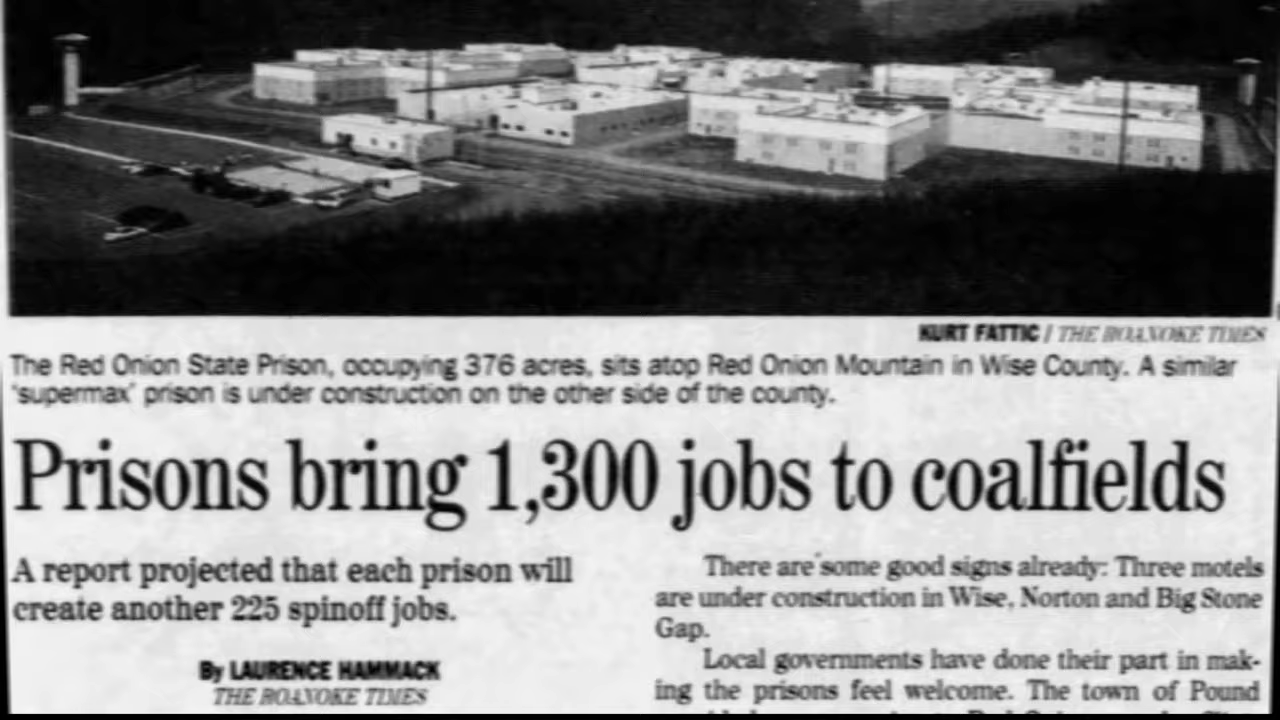 KURT FATTIC / THE ROANOKE TIMES
The Red Onion State Prison, occupying 376 acres, sits atop Red Onion Mountain in Wise County. A similar
'supermax' prison is under construction on the other side of the county.
Prisons bring 1,300 jobs to coalfields
A report projected that each prison will
create another 225 spinoff jobs.
By LAURENCE HAMMACK
THE ROANOKE TIMES
There are some good signs already: Three motels
are under construction in Wise, Norton and Big Stone
Gap.
Local governments have done their part in mak-
ing the prisons feel welcome. The town of Pound